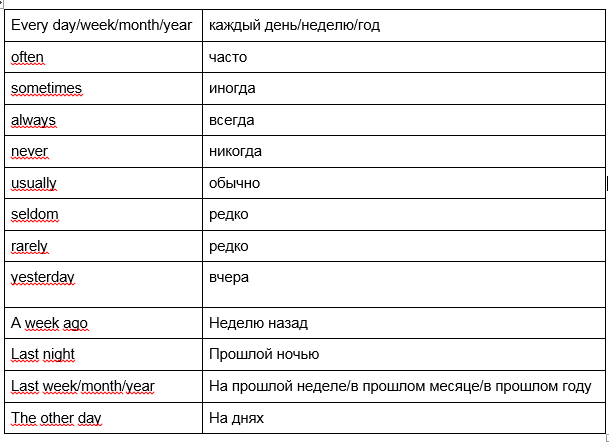 Every day/week/month/year каждый день/неделю/год
often часто
sometimes иногда
always всегда
never никогда
usually обычно
seldom редко
rarely редко
yesterday вчера
A week ago Неделю назад
Last night Прошлой ночью
Last week/month/year На прошлой неделе/в прошлом месяце/в прошлом году
The other day На днях